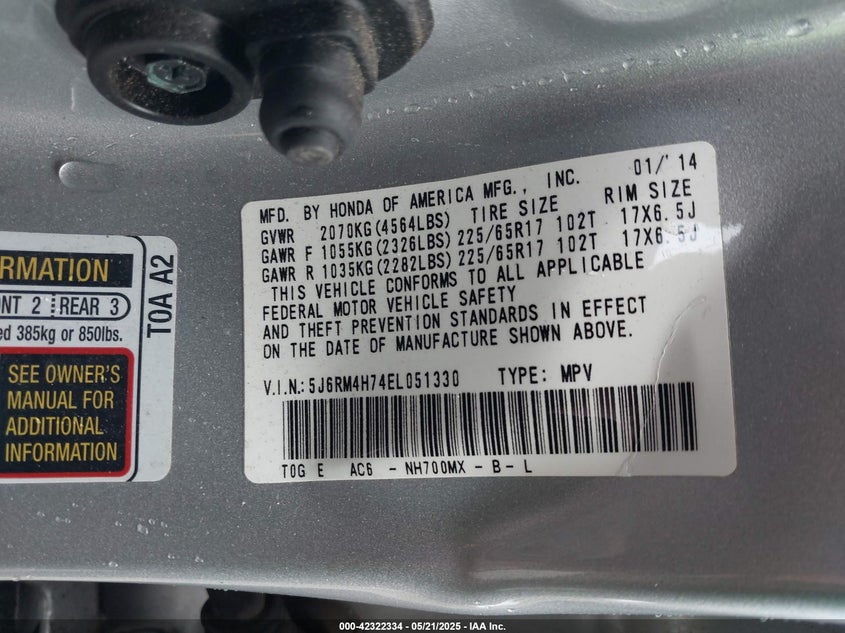 MFD. BY HONDA OF AMERICA MFG., INC. 01/'14
GVWR 2070KG(4564LBS) TIRE SIZE RIM SIZE
GAWR F 1055KG(2326LBS) 225/65R17 102T 17X6.5J
GAWR R 1035KG(2282LBS) 225/65R17 102T 17X6.5J
THIS VEHICLE CONFORMS TO ALL APPLICABLE
FEDERAL MOTOR VEHICLE SAFETY
AND THEFT PREVENTION STANDARDS IN EFFECT
ON THE DATE OF MANUFACTURE SHOWN ABOVE.
V.I.N.: 5J6RM4H74EL051330 TYPE: MPV
T0G E AC6 - NH700MX - B - L
RMATION
NT 2 REAR 3
ed 385kg or 850lbs.
SEE OWNER'S
MANUAL FOR
ADDITIONAL
INFORMATION
T0A A2
000-42322334 - 05/21/2025 - IAA Inc.